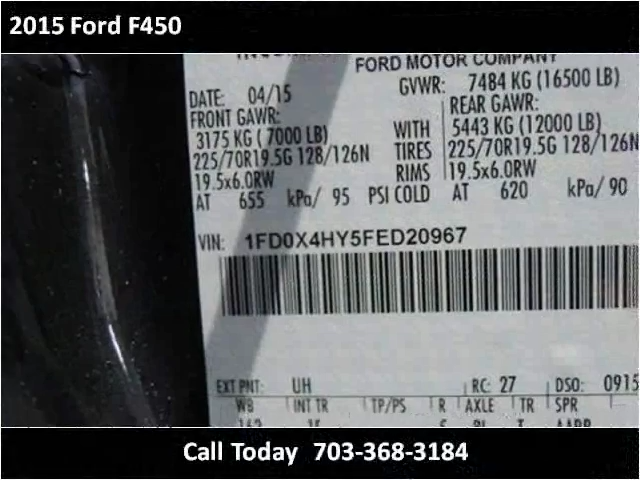 2015 Ford F450
FORD MOTOR COMPANY
GVWR: 7484 KG (16500 LB)
DATE: 04/15
FRONT GAWR:
REAR GAWR:
3175 KG ( 7000 LB) WITH 5443 KG (12000 LB)
225/70R19.5G 128/126N TIRES 225/70R19.5G 128/126N
19.5x6.0RW RIMS 19.5x6.0RW
AT 655 kPa/ 95 PSI COLD AT 620 kPa/ 90
VIN: 1FD0X4HY5FED20967
EXT PNT: UH RC: 27 DSO: 0915
WB INT TR TP/PS R AXLE TR SPR
Call Today 703-368-3184